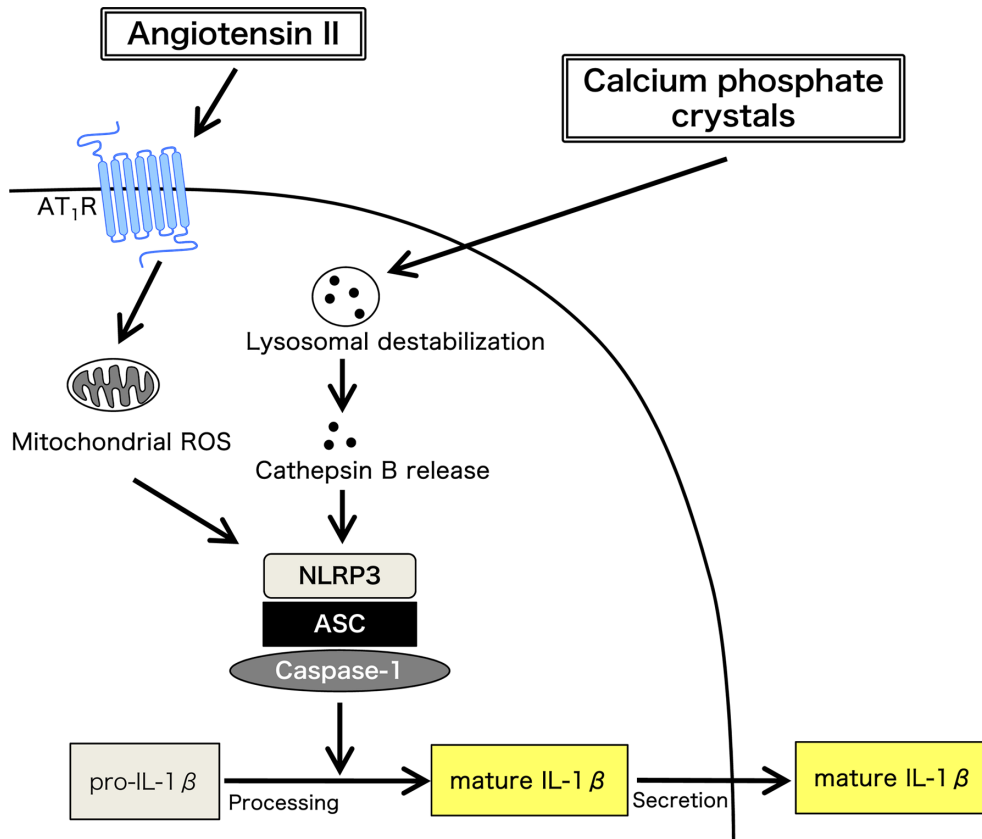 Angiotensin II
Calcium phosphate
crystals
AT₁R
Lysosomal destabilization
Mitochondrial ROS
Cathepsin B release
NLRP3
ASC
Caspase-1
pro-IL-1β
Processing
mature IL-1β
Secretion
mature IL-1β